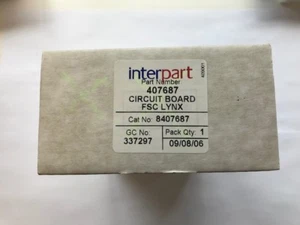 interpart
Part Number
407687
CIRCUIT BOARD
FSC LYNX
Cat No: 8407687
GC No: Pack Qty: 1
337297 09/08/06